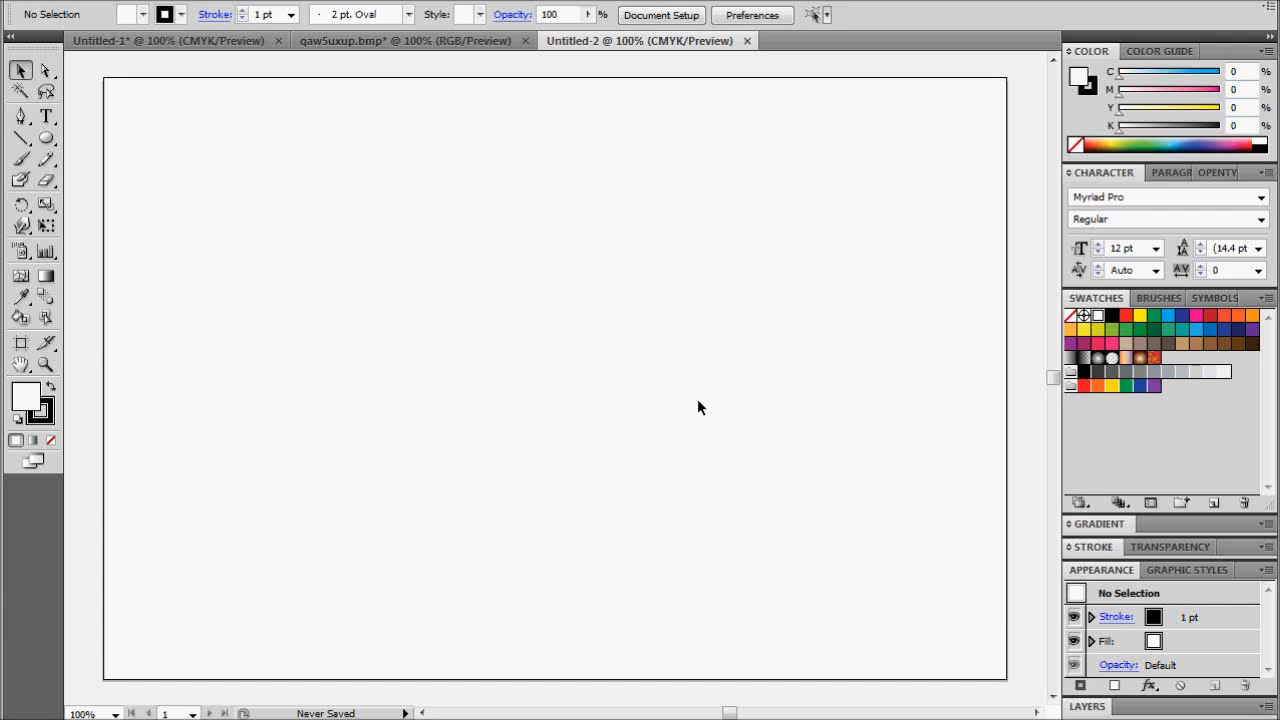 No Selection Stroke: 1 pt 2 pt. Oval Style: Opacity: 100 % Document Setup Preferences
Untitled-1* @ 100% (CMYK/Preview) qaw5uxup.bmp* @ 100% (RGB/Preview) Untitled-2 @ 100% (CMYK/Preview)
COLOR COLOR GUIDE
C 0 %
M 0 %
Y 0 %
K 0 %
CHARACTER PARAGR OPENTY
Myriad Pro
Regular
12 pt (14.4 pt
Auto 0
SWATCHES BRUSHES SYMBOLS
GRADIENT
STROKE TRANSPARENCY
APPEARANCE GRAPHIC STYLES
No Selection
Stroke: 1 pt
Fill:
Opacity: Default
LAYERS
100% 1 Never Saved